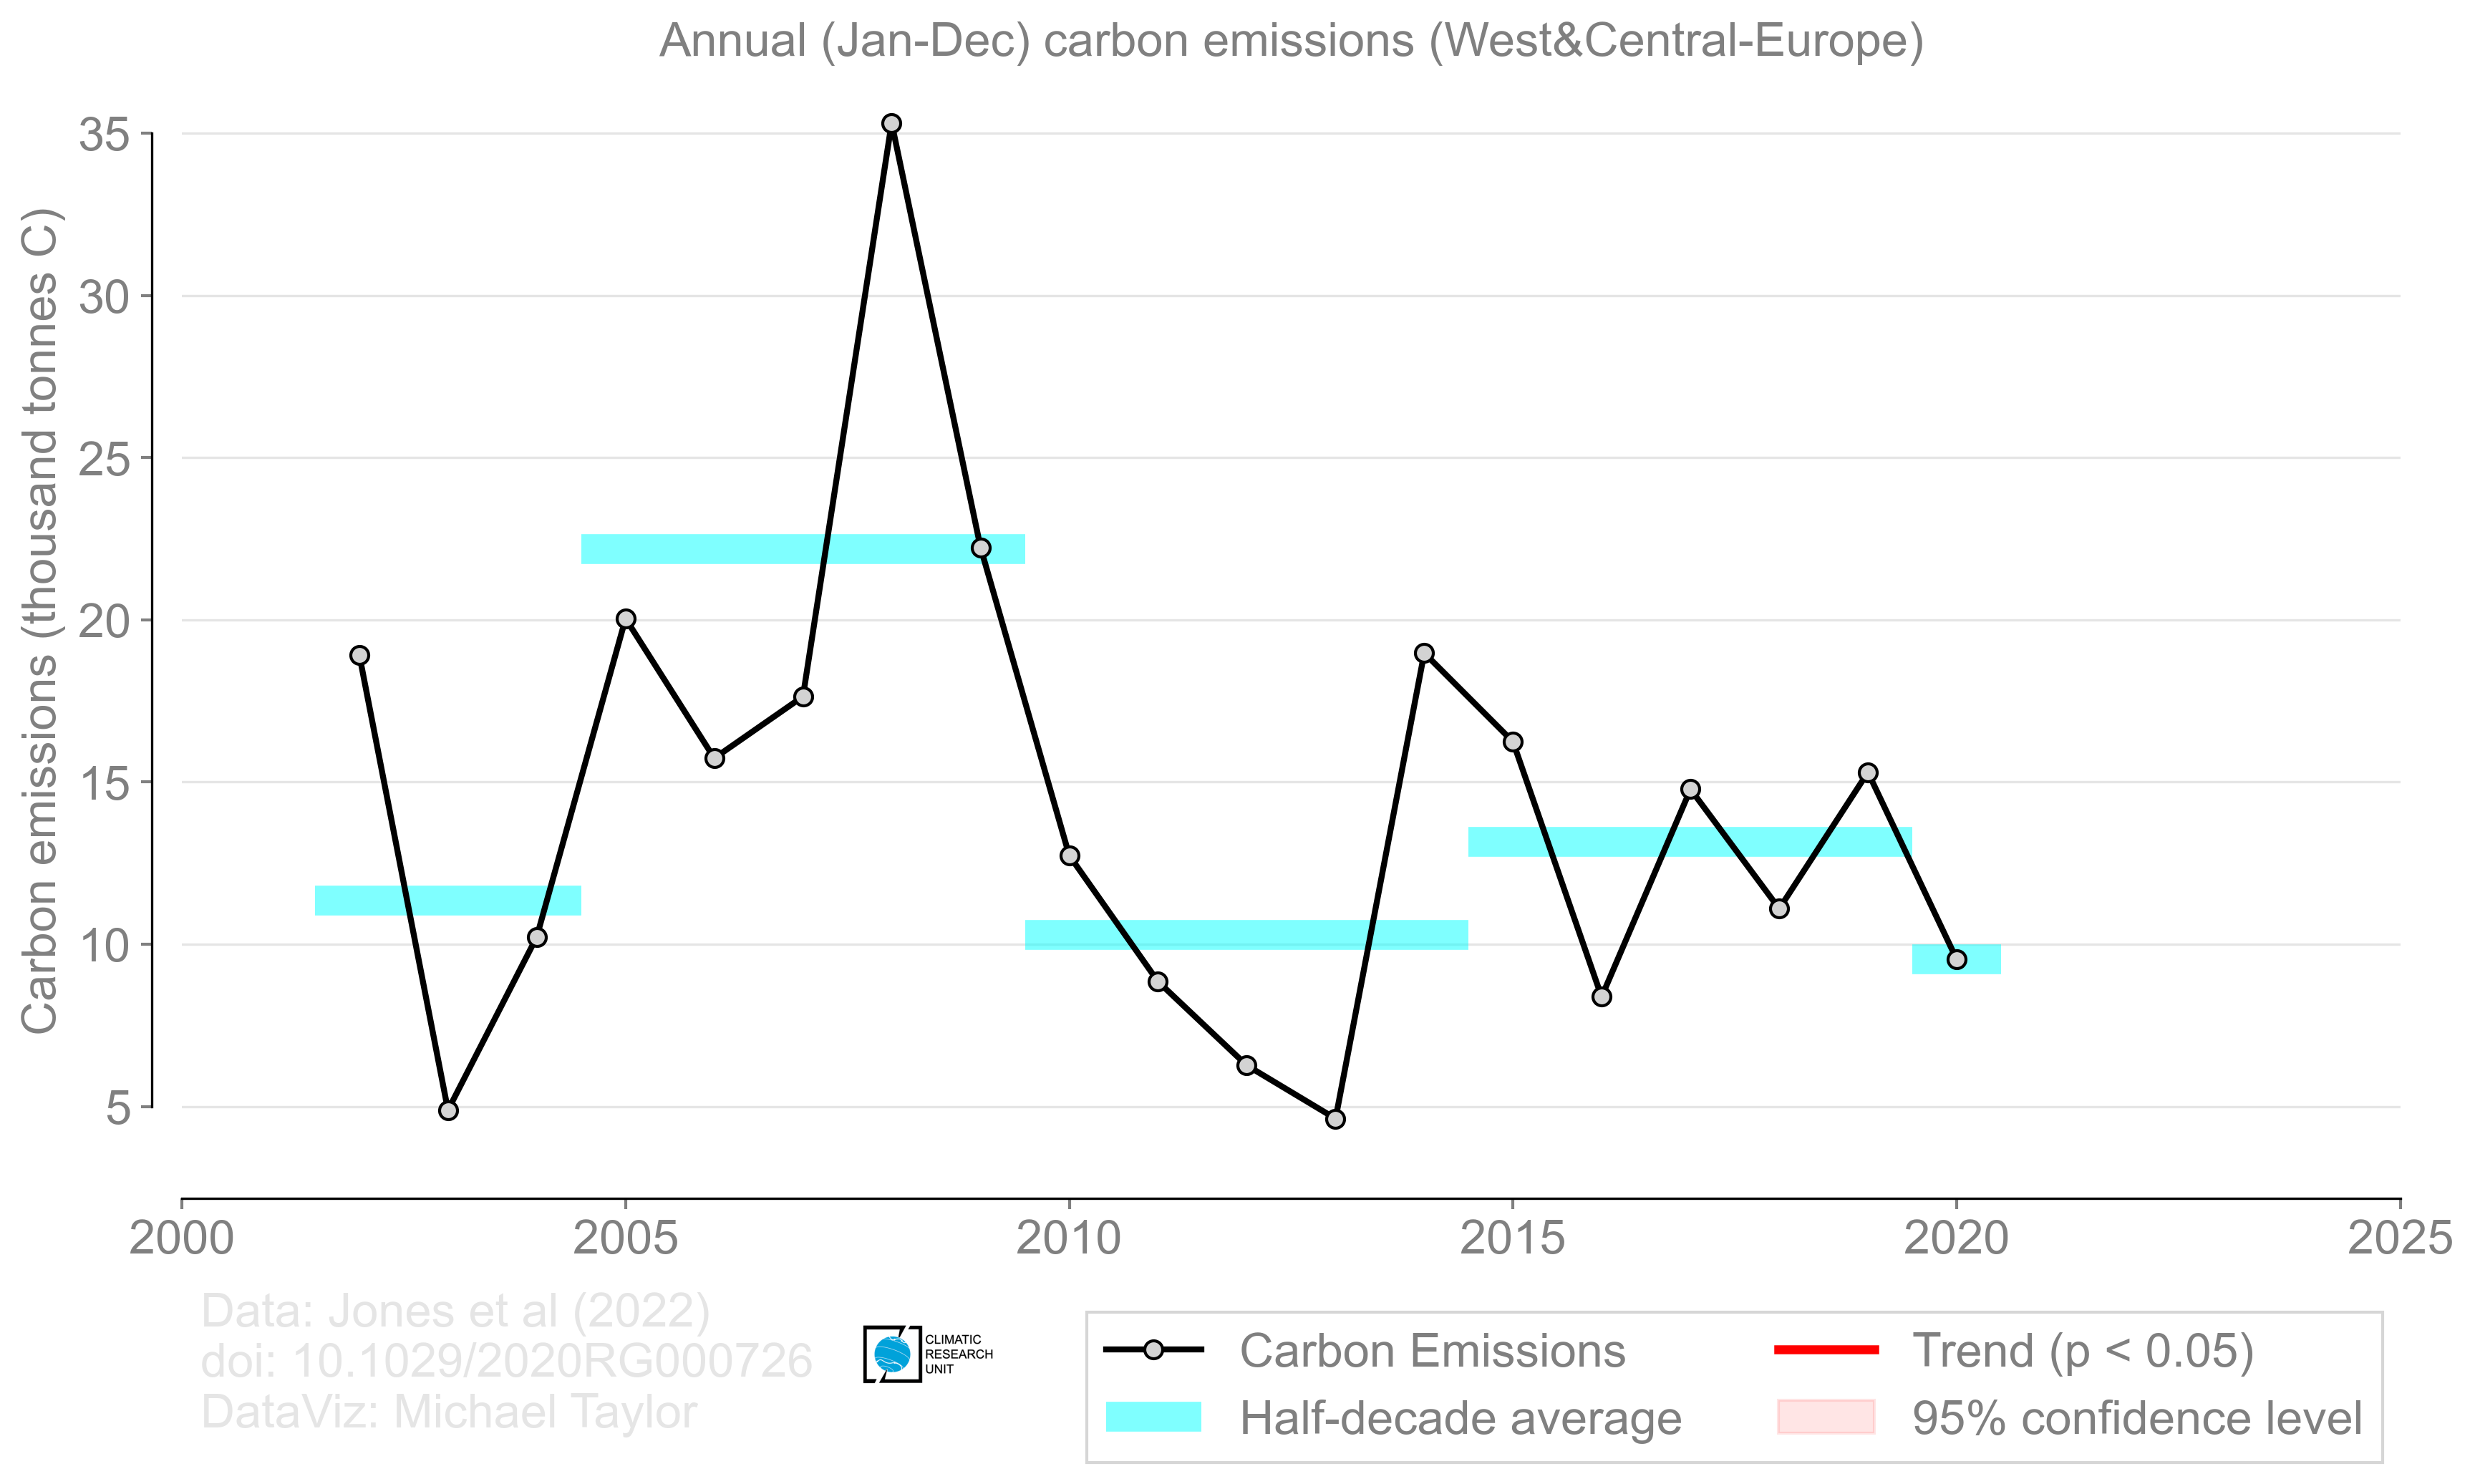 Annual (Jan-Dec) carbon emissions (West&Central-Europe)
Carbon emissions (thousand tonnes C)
35
30
25
20
15
10
5
2000 2005 2010 2015 2020 2025
Data: Jones et al (2022)
doi: 10.1029/2020RG000726
DataViz: Michael Taylor
CLIMATIC
RESEARCH
UNIT
Carbon Emissions
Half-decade average
Trend (p < 0.05)
95% confidence level